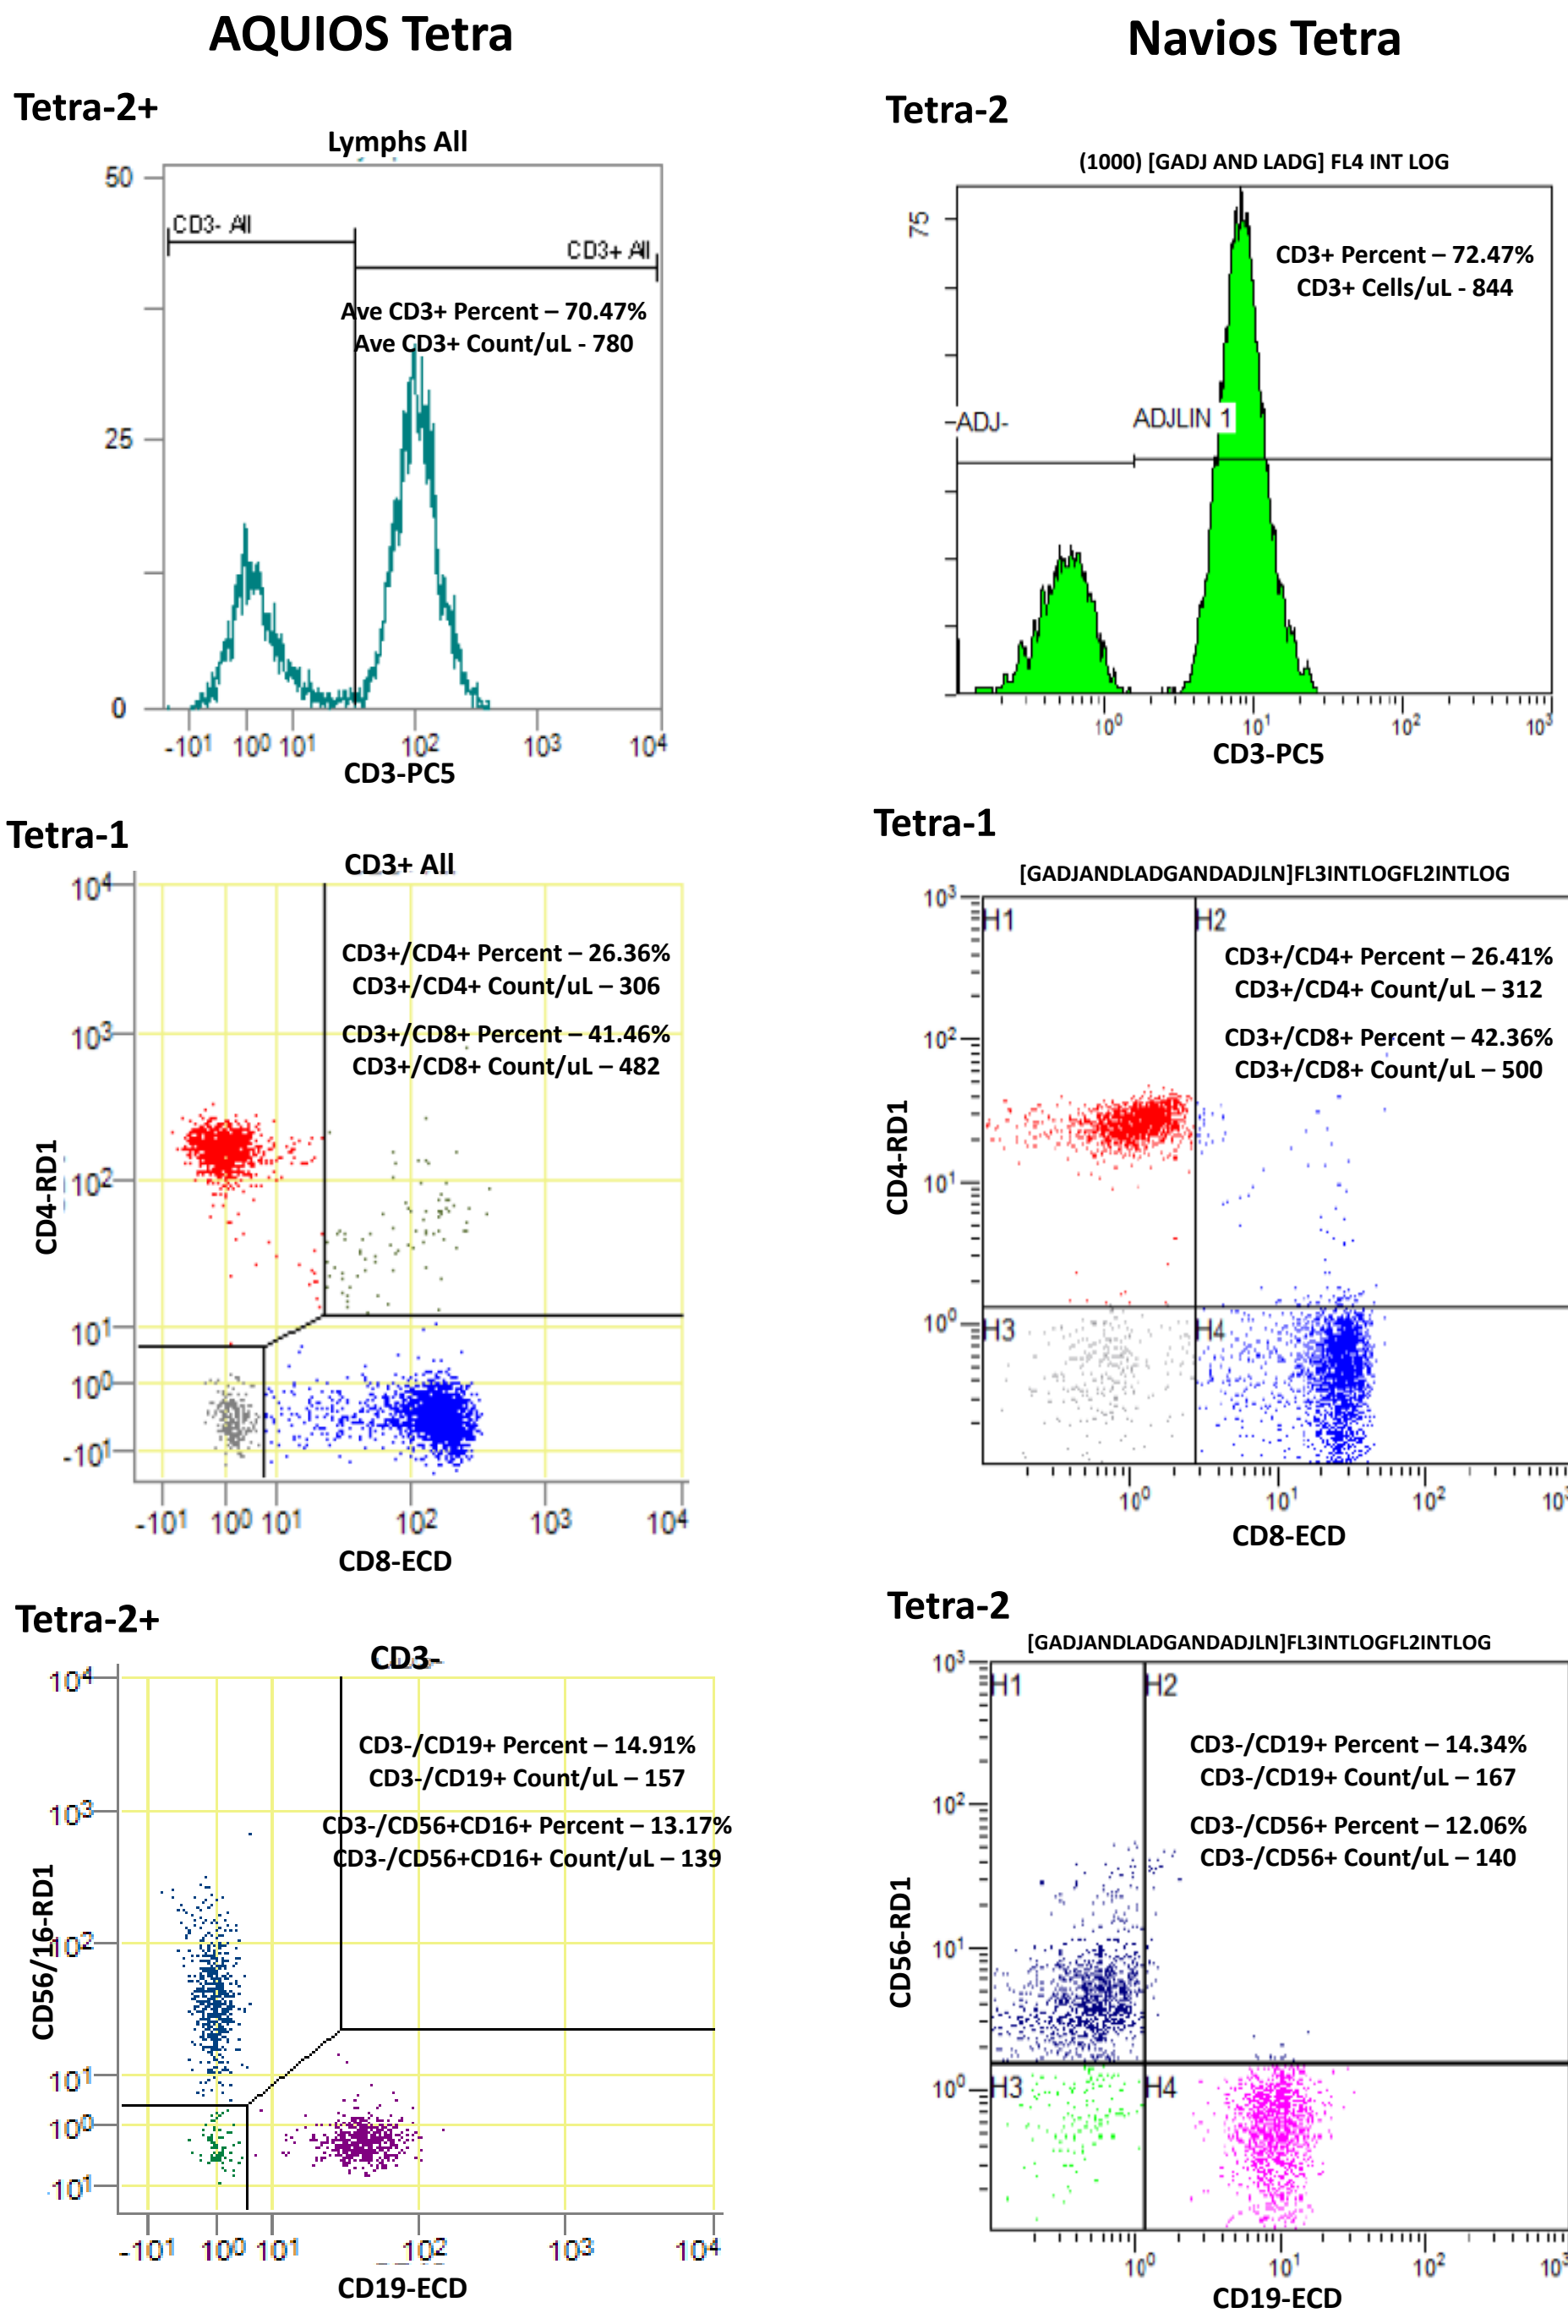 AQUIOS Tetra
Tetra-2+
Lymphs All
50
CD3- All
CD3+ All
Ave CD3+ Percent – 70.47%
Ave CD3+ Count/uL - 780
25
0
-10¹ 10⁰ 10¹ 10² 10³ 10⁴
CD3-PC5
Navios Tetra
Tetra-2
(1000) [GADJ AND LADG] FL4 INT LOG
75
CD3+ Percent – 72.47%
CD3+ Cells/uL - 844
ADJ-
ADJLIN 1
10⁰ 10¹ 10² 10³
CD3-PC5
Tetra-1
CD3+ All
10⁴
CD3+/CD4+ Percent – 26.36%
CD3+/CD4+ Count/uL – 306
10³
CD3+/CD8+ Percent – 41.46%
CD3+/CD8+ Count/uL – 482
CD4-RD1
10²
10¹
10⁰
-10¹
-10¹ 10⁰ 10¹ 10² 10³ 10⁴
CD8-ECD
Tetra-1
[GADJANDLADGANDADJLN]FL3INTLOGFL2INTLOG
10³
H1 H2
CD3+/CD4+ Percent – 26.41%
CD3+/CD4+ Count/uL – 312
10²
CD3+/CD8+ Percent – 42.36%
CD3+/CD8+ Count/uL – 500
CD4-RD1
10¹
10⁰
H3 H4
10⁰ 10¹ 10²
CD8-ECD
Tetra-2+
CD3-
10⁴
CD3-/CD19+ Percent – 14.91%
CD3-/CD19+ Count/uL – 157
10³
CD3-/CD56+CD16+ Percent – 13.17%
CD3-/CD56+CD16+ Count/uL – 139
CD56/16-RD1
10²
10¹
10⁰
-10¹
-10¹ 10⁰ 10¹ 10² 10³ 10⁴
CD19-ECD
Tetra-2
[GADJANDLADGANDADJLN]FL3INTLOGFL2INTLOG
10³
H1 H2
CD3-/CD19+ Percent – 14.34%
CD3-/CD19+ Count/uL – 167
10²
CD3-/CD56+ Percent – 12.06%
CD3-/CD56+ Count/uL – 140
CD56-RD1
10¹
10⁰
H3 H4
10⁰ 10¹ 10²
CD19-ECD